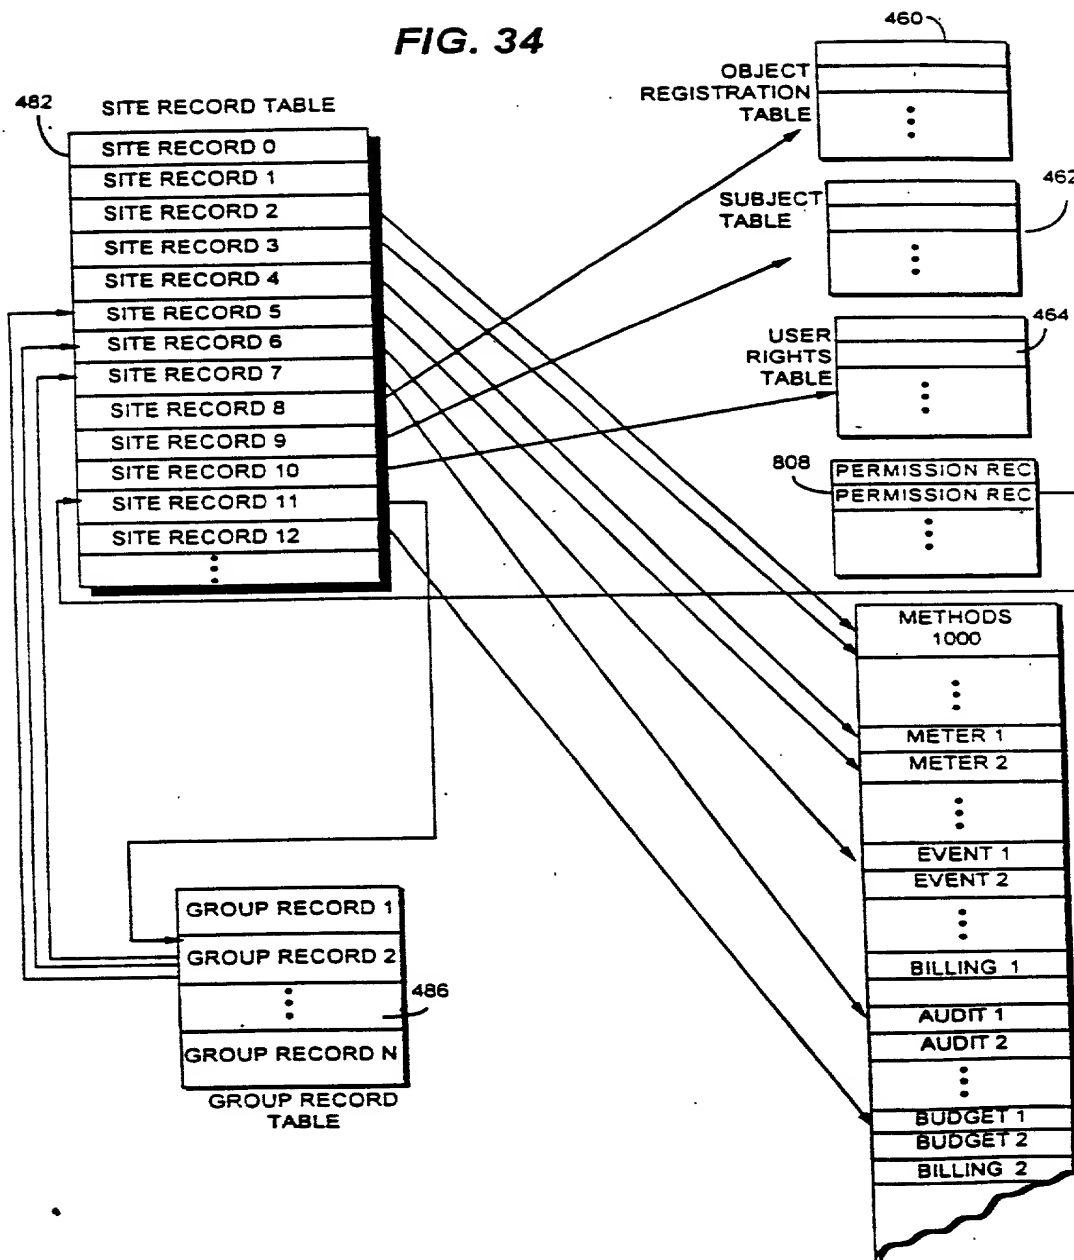 FIG. 34
460
OBJECT
REGISTRATION
TABLE
482
SITE RECORD TABLE
SITE RECORD 0
SITE RECORD 1
SITE RECORD 2
SITE RECORD 3
SITE RECORD 4
SITE RECORD 5
SITE RECORD 6
SITE RECORD 7
SITE RECORD 8
SITE RECORD 9
SITE RECORD 10
SITE RECORD 11
SITE RECORD 12
SUBJECT
TABLE
462
USER
RIGHTS
TABLE
464
808
PERMISSION REC
PERMISSION REC
METHODS
1000
METER 1
METER 2
EVENT 1
EVENT 2
BILLING 1
AUDIT 1
AUDIT 2
BUDGET 1
BUDGET 2
BILLING 2
GROUP RECORD 1
GROUP RECORD 2
486
GROUP RECORD N
GROUP RECORD
TABLE